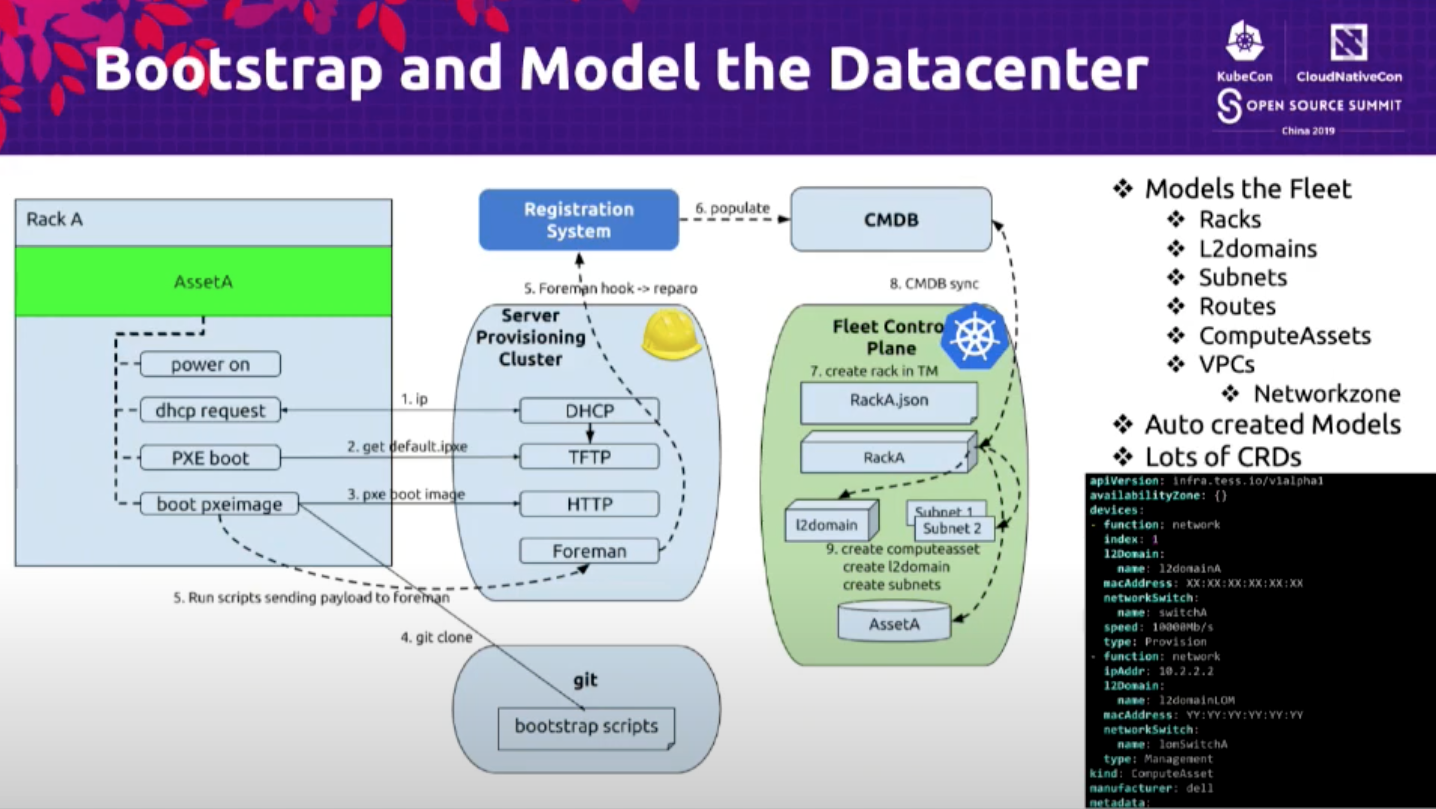 Bootstrap and Model the Datacenter
KubeCon
CloudNativeCon
OPEN SOURCE SUMMIT
China 2019
Rack A
AssetA
power on
dhcp request
PXE boot
boot pxeimage
1. ip
2. get default.ipxe
3. pxe boot image
4. git clone
5. Run scripts sending payload to foreman
Registration
System
6. populate
CMDB
5. Foreman hook -> reparo
8. CMDB sync
Server
Provisioning
Cluster
DHCP
TFTP
HTTP
Foreman
git
bootstrap scripts
Fleet Contro
Plane
7. create rack in TM
RackA.json
RackA
l2domain
Subnet 1
Subnet 2
9. create computeasset
create l2domain
create subnets
AssetA
❖ Models the Fleet
❖ Racks
❖ L2domains
❖ Subnets
❖ Routes
❖ ComputeAssets
❖ VPCs
❖ Networkzone
❖ Auto created Models
❖ Lots of CRDs
apiVersion: infra.tess.io/v1alpha1
availabilityZone: {}
devices:
- function: network
index: 1
l2Domain:
name: l2domainA
macAddress: XX:XX:XX:XX:XX:XX
networkSwitch:
name: switchA
speed: 10000Mb/s
type: Provision
- function: network
ipAddr: 10.2.2.2
l2Domain:
name: l2domainLOM
macAddress: YY:YY:YY:YY:YY:YY
networkSwitch:
name: lomSwitchA
type: Management
kind: ComputeAsset
manufacturer: dell
metadata: